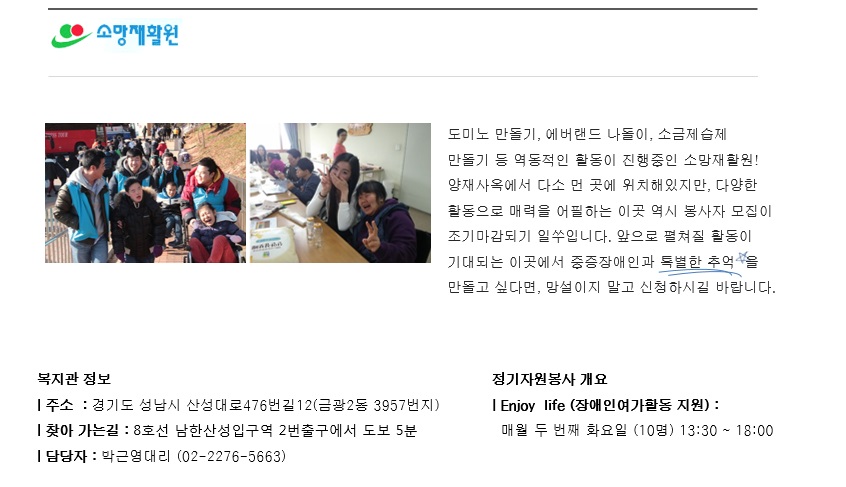 소망재활원
도미노 만들기, 에버랜드 나들이, 소금제습제
만들기 등 역동적인 활동이 진행중인 소망재활원!
양재사옥에서 다소 먼 곳에 위치해있지만, 다양한
활동으로 매력을 어필하는 이곳 역시 봉사자 모집이
조기마감되기 일쑤입니다. 앞으로 펼쳐질 활동이
기대되는 이곳에서 중증장애인과 특별한 추억을
만들고 싶다면, 망설이지 말고 신청하시길 바랍니다.
복지관 정보
l 주소 : 경기도 성남시 산성대로476번길12(금광2동 3957번지)
l 찾아 가는길 : 8호선 남한산성입구역 2번출구에서 도보 5분
l 담당자 : 박근영대리 (02-2276-5663)
정기자원봉사 개요
l Enjoy life (장애인여가활동 지원) :
매월 두 번째 화요일 (10명) 13:30 ~ 18:00